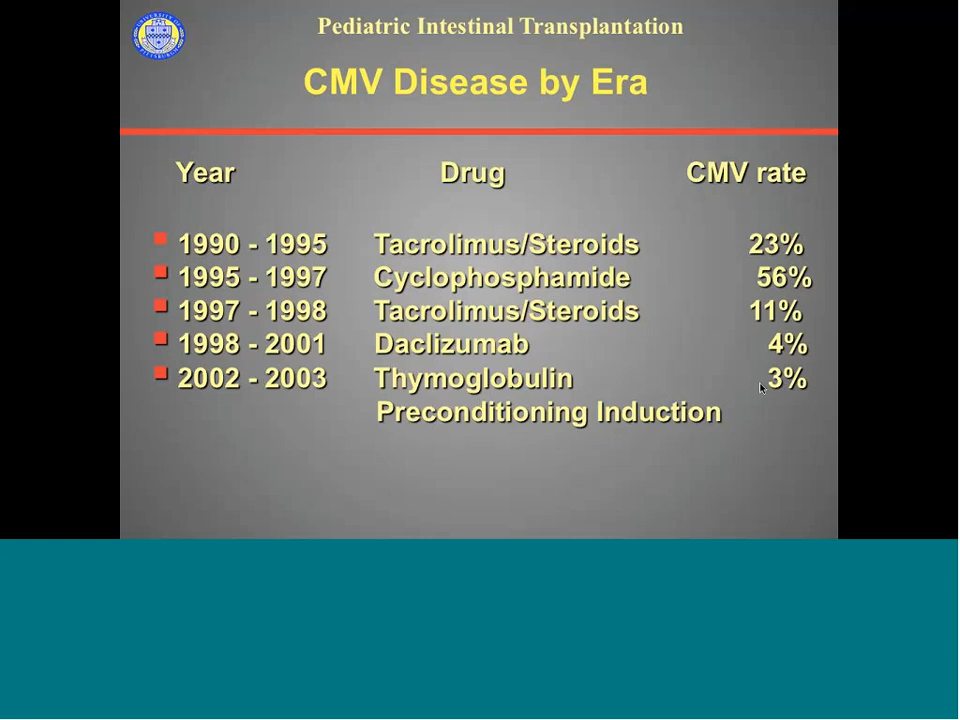 Pediatric Intestinal Transplantation
CMV Disease by Era
Year Drug CMV rate
1990 - 1995 Tacrolimus/Steroids 23%
1995 - 1997 Cyclophosphamide 56%
1997 - 1998 Tacrolimus/Steroids 11%
1998 - 2001 Daclizumab 4%
2002 - 2003 Thymoglobulin 3%
Preconditioning Induction